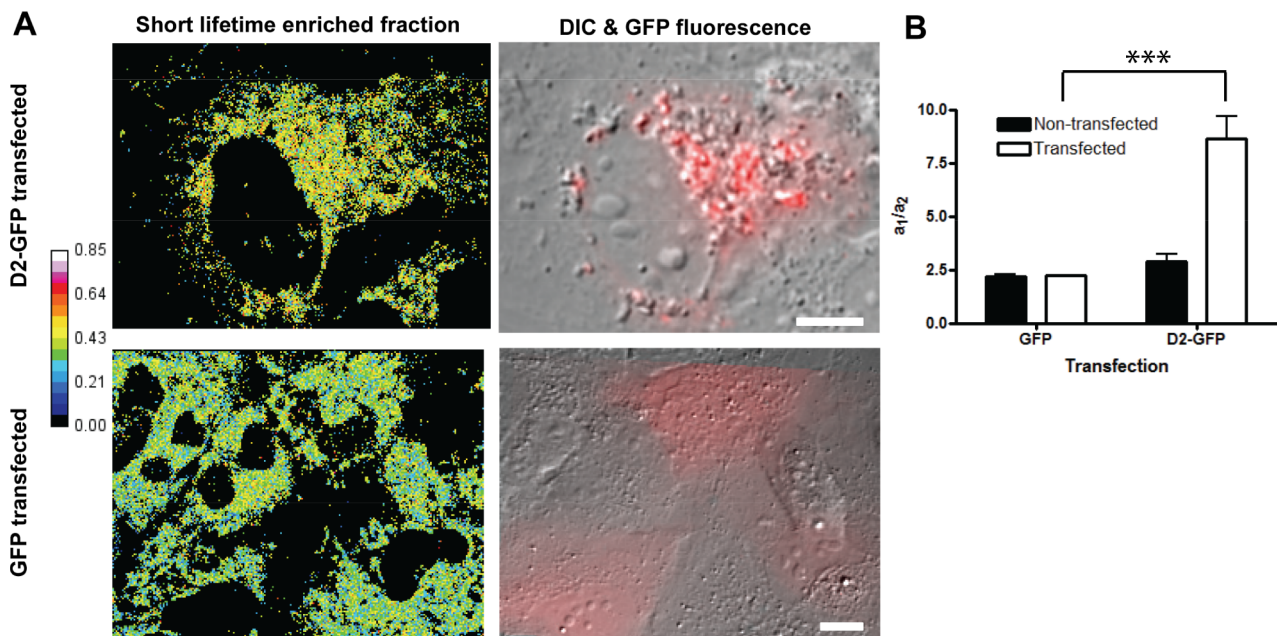 A
Short lifetime enriched fraction
DIC & GFP fluorescence
D2-GFP transfected
0.85
0.64
0.43
0.21
0.00
GFP transfected
B
***
10.0
7.5
5.0
2.5
0.0
a1/a2
Non-transfected
Transfected
GFP
D2-GFP
Transfection